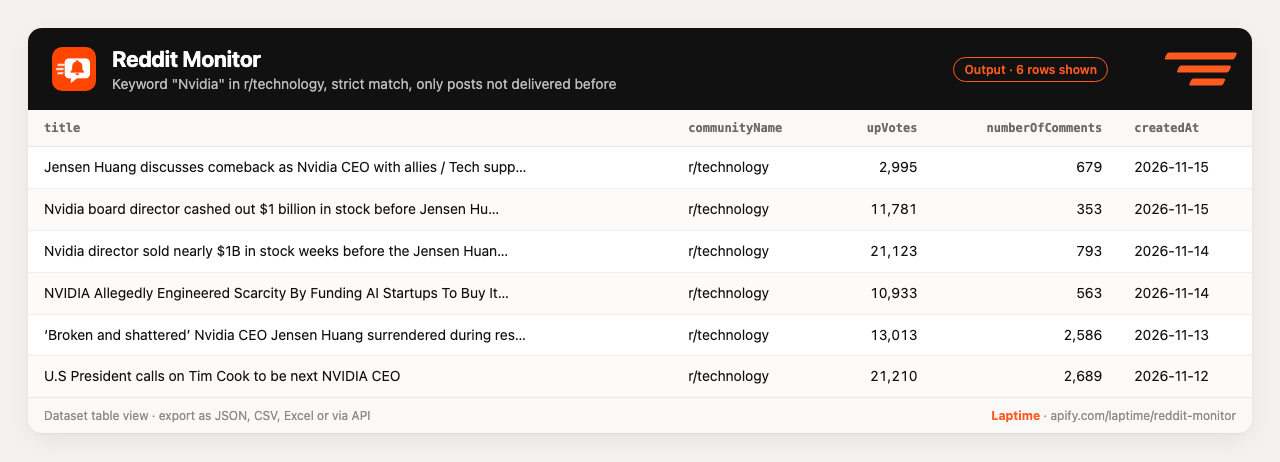 Reddit Monitor
Keyword "Nvidia" in r/technology, strict match, only posts not delivered before
Output · 6 rows shown
title communityName upVotes numberOfComments createdAt
Jensen Huang discusses comeback as Nvidia CEO with allies / Tech supp... r/technology 2,995 679 2026-11-15
Nvidia board director cashed out $1 billion in stock before Jensen Hu... r/technology 11,781 353 2026-11-15
Nvidia director sold nearly $1B in stock weeks before the Jensen Huan... r/technology 21,123 793 2026-11-14
NVIDIA Allegedly Engineered Scarcity By Funding AI Startups To Buy It... r/technology 10,933 563 2026-11-14
‘Broken and shattered’ Nvidia CEO Jensen Huang surrendered during res... r/technology 13,013 2,586 2026-11-13
U.S President calls on Tim Cook to be next NVIDIA CEO r/technology 21,210 2,689 2026-11-12
Dataset table view · export as JSON, CSV, Excel or via API
Laptime · apify.com/laptime/reddit-monitor